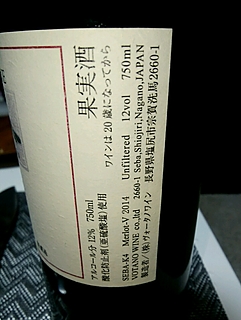 果実酒
ワインは20歳になってから
アルコール分12% 750ml
酸化防止剤(亜硫酸塩)使用
Unfiltered 12vol 750ml
2660-1 Seba,Shiojiri,Nagano,JAPAN
長野県塩尻市宗賀洗馬2660-1
SEBA-K4 Merlot-V 2014
VOTANO WINE co.,ltd
製造者/(株)ヴォータノワイン